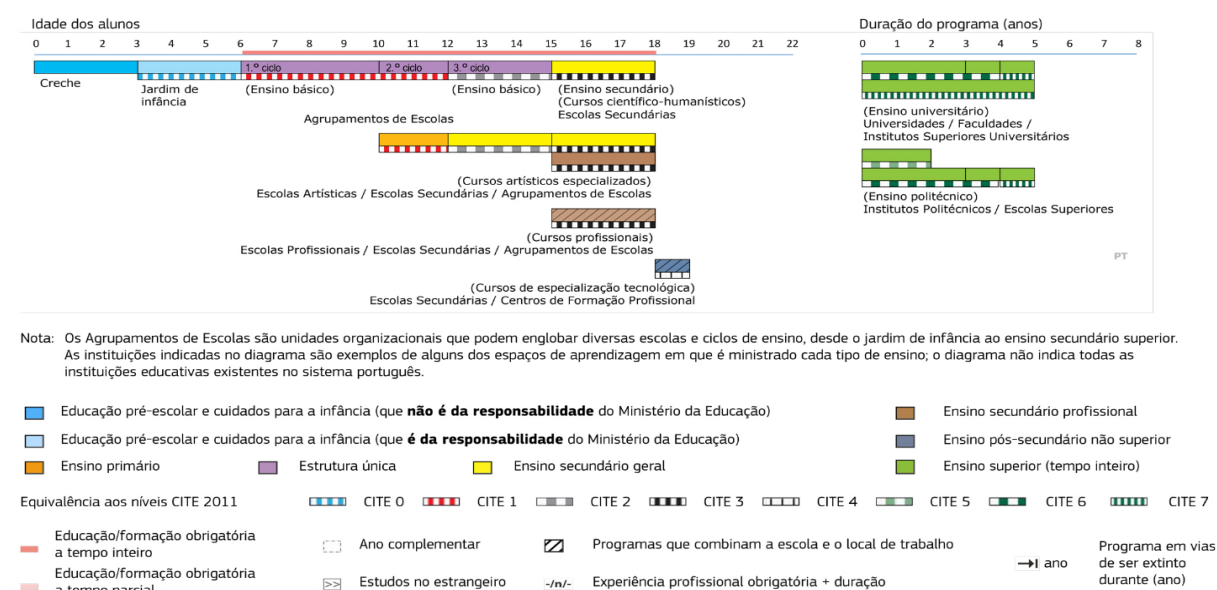 Idade dos alunos
Duração do programa (anos)
0 1 2 3 4 5 6 7 8 9 10 11 12 13 14 15 16 17 18 19 20 21 22
0 1 2 3 4 5 6 7 8
1.º ciclo 2.º ciclo 3.º ciclo
Creche
Jardim de
infância
(Ensino básico)
(Ensino básico)
(Ensino secundário)
(Cursos científico-humanísticos)
Escolas Secundárias
Agrupamentos de Escolas
(Cursos artísticos especializados)
Escolas Artísticas / Escolas Secundárias / Agrupamentos de Escolas
(Cursos profissionais)
Escolas Profissionais / Escolas Secundárias / Agrupamentos de Escolas
(Cursos de especialização tecnológica)
Escolas Secundárias / Centros de Formação Profissional
(Ensino universitário)
Universidades / Faculdades /
Institutos Superiores Universitários
(Ensino politécnico)
Institutos Politécnicos / Escolas Superiores
PT
Nota: Os Agrupamentos de Escolas são unidades organizacionais que podem englobar diversas escolas e ciclos de ensino, desde o jardim de infância ao ensino secundário superior.
As instituições indicadas no diagrama são exemplos de alguns dos espaços de aprendizagem em que é ministrado cada tipo de ensino; o diagrama não indica todas as
instituições educativas existentes no sistema português.
Educação pré-escolar e cuidados para a infância (que não é da responsabilidade do Ministério da Educação)
Ensino secundário profissional
Educação pré-escolar e cuidados para a infância (que é da responsabilidade do Ministério da Educação)
Ensino pós-secundário não superior
Ensino primário
Estrutura única
Ensino secundário geral
Ensino superior (tempo inteiro)
Equivalência aos níveis CITE 2011
CITE 0
CITE 1
CITE 2
CITE 3
CITE 4
CITE 5
CITE 6
CITE 7
Educação/formação obrigatória
a tempo inteiro
Ano complementar
Programas que combinam a escola e o local de trabalho
ano
Programa em vias
de ser extinto
durante (ano)
Educação/formação obrigatória
a tempo parcial
>> Estudos no estrangeiro
-/n/- Experiência profissional obrigatória + duração